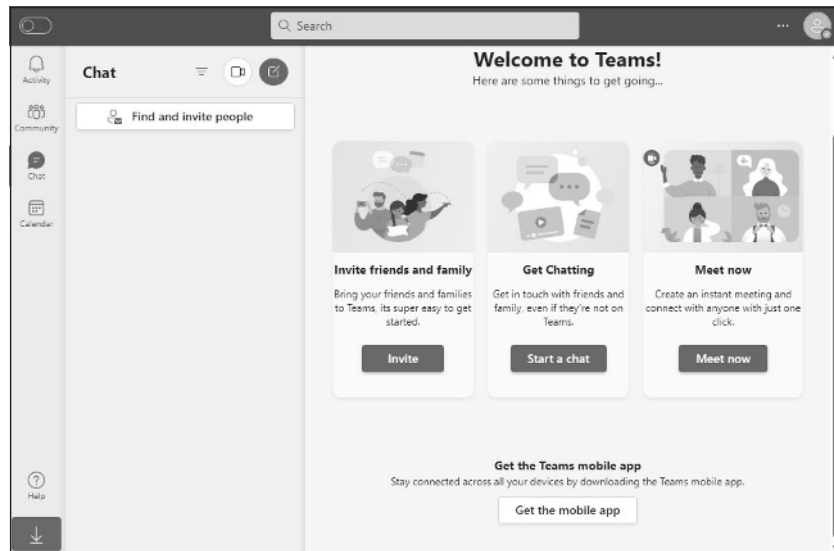 Search
Activity
Community
Chat
Calendar
Help
Chat
Find and invite people
Welcome to Teams!
Here are some things to get going...
Invite friends and family
Bring your friends and families
to Teams, its super easy to get
started.
Invite
Get Chatting
Get in touch with friends and
family, even if they're not on
Teams.
Start a chat
Meet now
Create an instant meeting and
connect with anyone with just one
click.
Meet now
Get the Teams mobile app
Stay connected across all your devices by downloading the Teams mobile app.
Get the mobile app